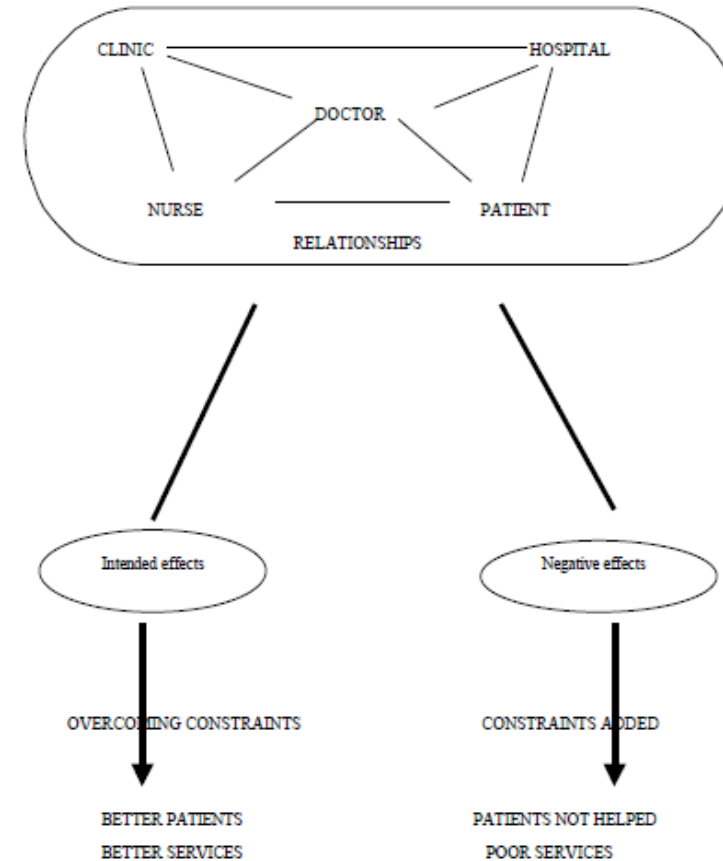 CLINIC HOSPITAL
DOCTOR
NURSE PATIENT
RELATIONSHIPS
Intended effects Negative effects
OVERCOMING CONSTRAINTS CONSTRAINTS ADDED
BETTER PATIENTS PATIENTS NOT HELPED
BETTER SERVICES POOR SERVICES